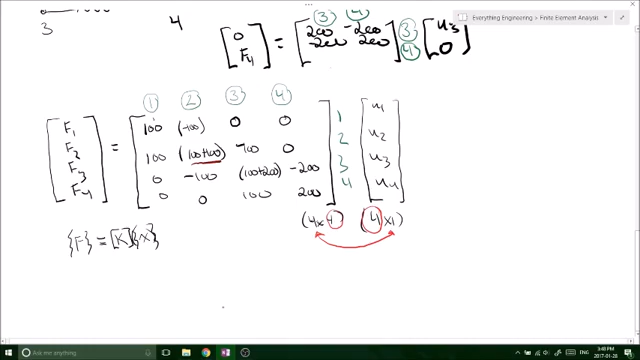 Everything Engineering > Finite Element Analysis
3 4
3 4
0 200 -200 3 u3
F4 = -200 200 4 0
1 2 3 4
F1 100 (-100) 0 0 1 u1
F2 = 100 (100+100) -100 0 2 u2
F3 0 -100 (100+200) -200 3 u3
F4 0 0 100 200 4 u4
(4x4) (4x1)
{F} = [K]{X}
Ask me anything
3:48 PM
2017-01-28